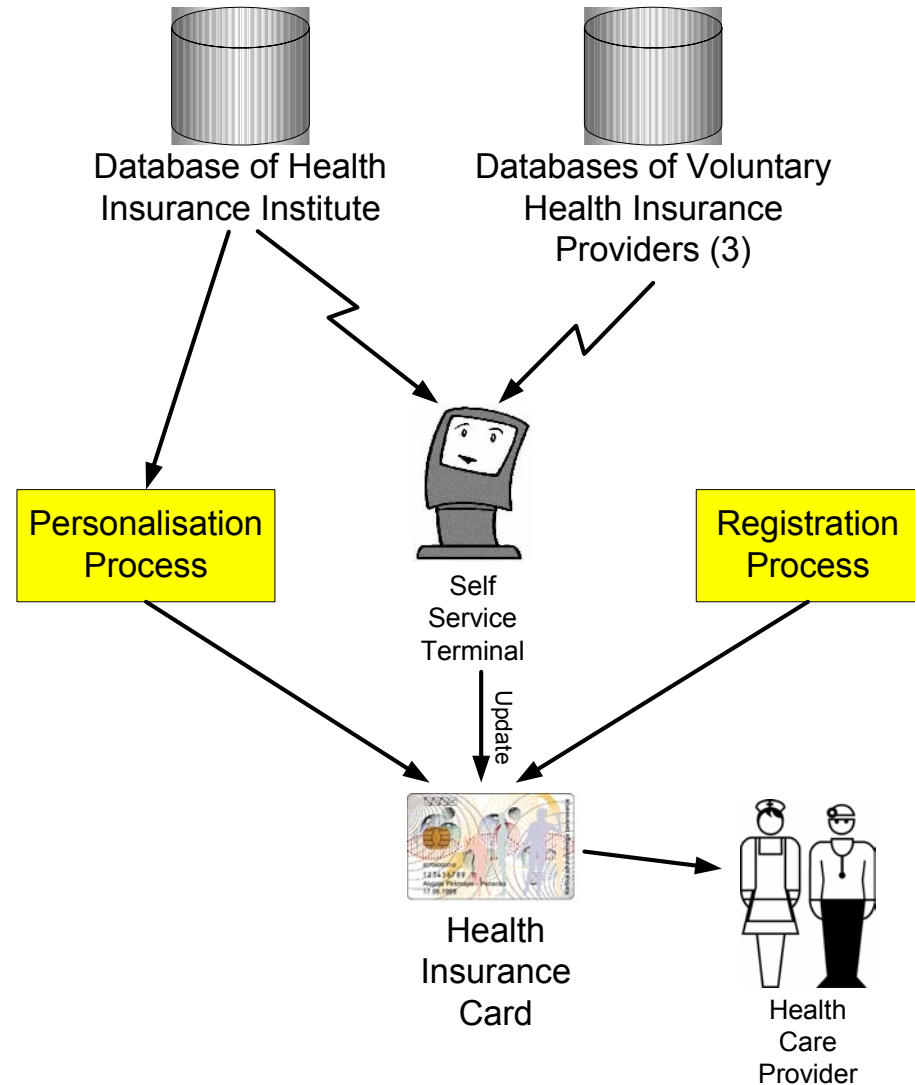 Database of Health
Insurance Institute
Databases of Voluntary
Health Insurance
Providers (3)
Personalisation
Process
Registration
Process
Self
Service
Terminal
Update
Health
Insurance
Card
Health
Care
Provider